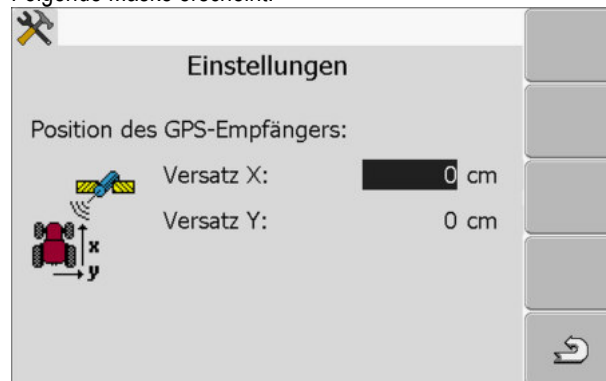 Folgende Maske erscheint:
Einstellungen
Position des GPS-Empfängers:
Versatz X: 0 cm
Versatz Y: 0 cm
x
y